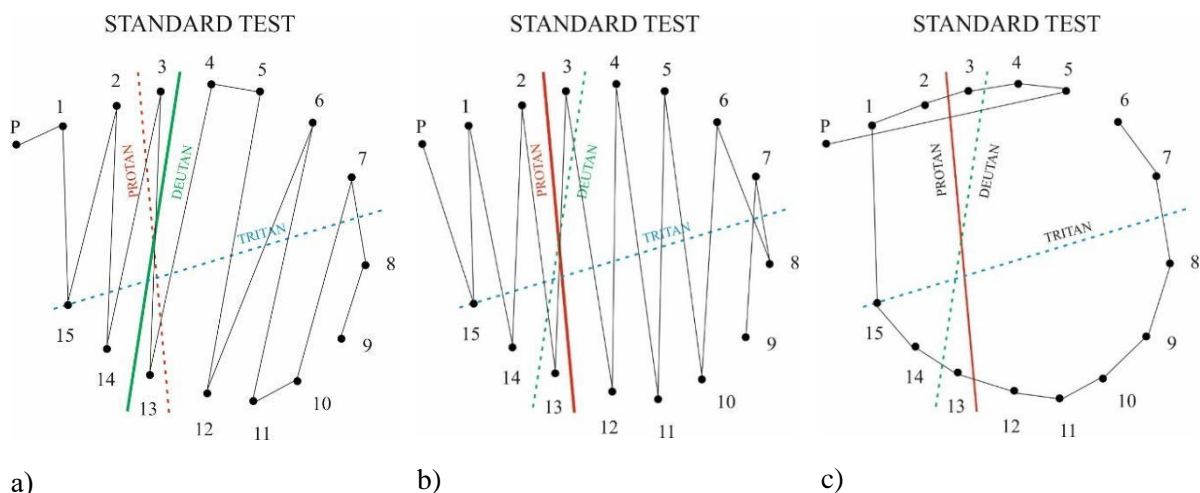 STANDARD TEST
P
1
2
3
4
5
6
7
8
9
10
11
12
13
14
15
PROTAN
DEUTAN
TRITAN
a)
STANDARD TEST
P
1
2
3
4
5
6
7
8
9
10
11
12
13
14
15
PROTAN
DEUTAN
TRITAN
b)
STANDARD TEST
P
1
2
3
4
5
6
7
8
9
10
11
12
13
14
15
PROTAN
DEUTAN
TRITAN
c)